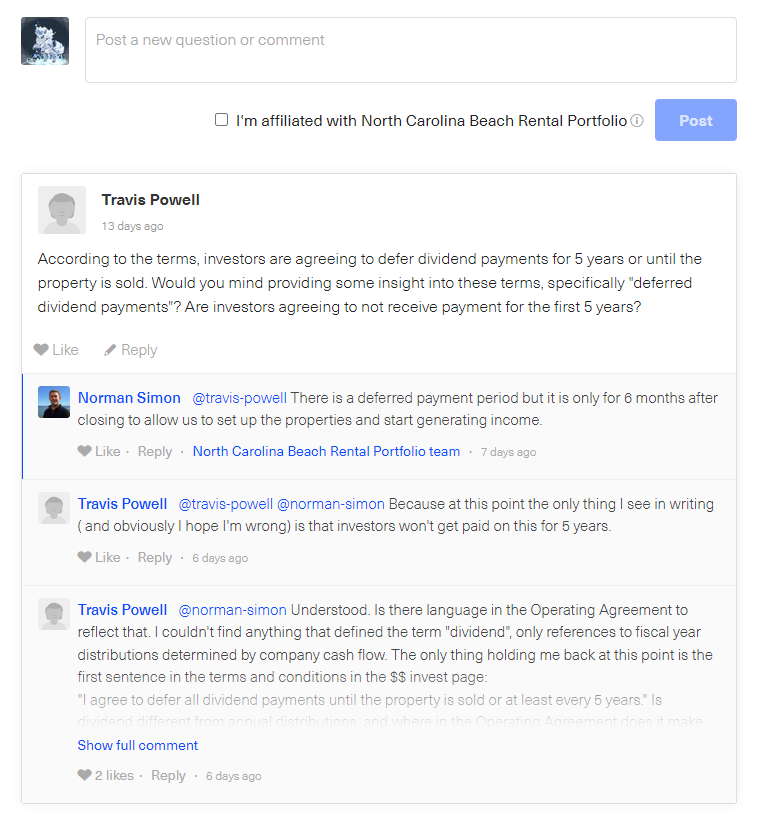 Post a new question or comment
I'm affiliated with North Carolina Beach Rental Portfolio
Post
Travis Powell
13 days ago
According to the terms, investors are agreeing to defer dividend payments for 5 years or until the
property is sold. Would you mind providing some insight into these terms, specifically "deferred
dividend payments"? Are investors agreeing to not receive payment for the first 5 years?
Like Reply
Norman Simon @travis-powell There is a deferred payment period but it is only for 6 months after
closing to allow us to set up the properties and start generating income.
Like · Reply · North Carolina Beach Rental Portfolio team · 7 days ago
Travis Powell @travis-powell @norman-simon Because at this point the only thing I see in writing
( and obviously I hope I'm wrong) is that investors won't get paid on this for 5 years.
Like · Reply · 6 days ago
Travis Powell @norman-simon Understood. Is there language in the Operating Agreement to
reflect that. I couldn't find anything that defined the term "dividend", only references to fiscal year
distributions determined by company cash flow. The only thing holding me back at this point is the
first sentence in the terms and conditions in the $$ invest page:
"I agree to defer all dividend payments until the property is sold or at least every 5 years." Is
dividend different from annual distributions, and where in the Operating Agreement does it make
Show full comment
2 likes · Reply · 6 days ago